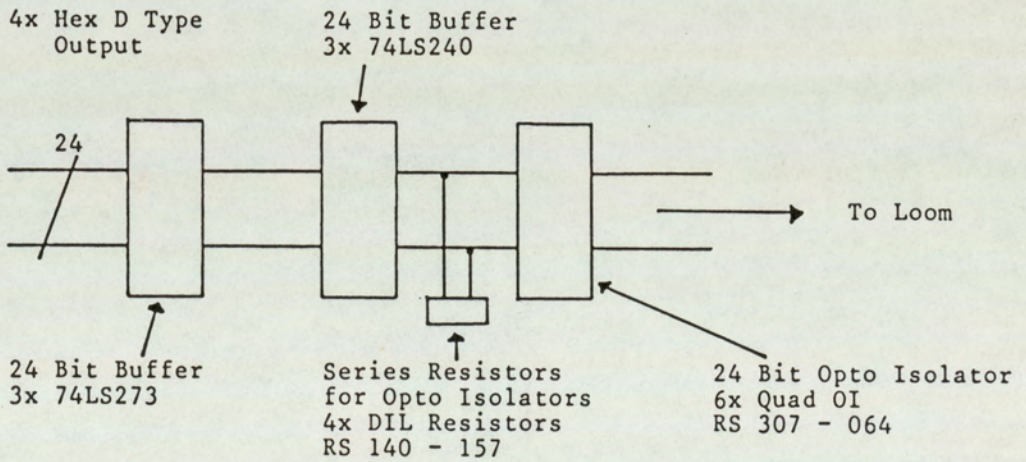 4x Hex D Type
Output
24 Bit Buffer
3x 74LS240
24
To Loom
24 Bit Buffer
3x 74LS273
Series Resistors
for Opto Isolators
4x DIL Resistors
RS 140 - 157
24 Bit Opto Isolator
6x Quad OI
RS 307 - 064